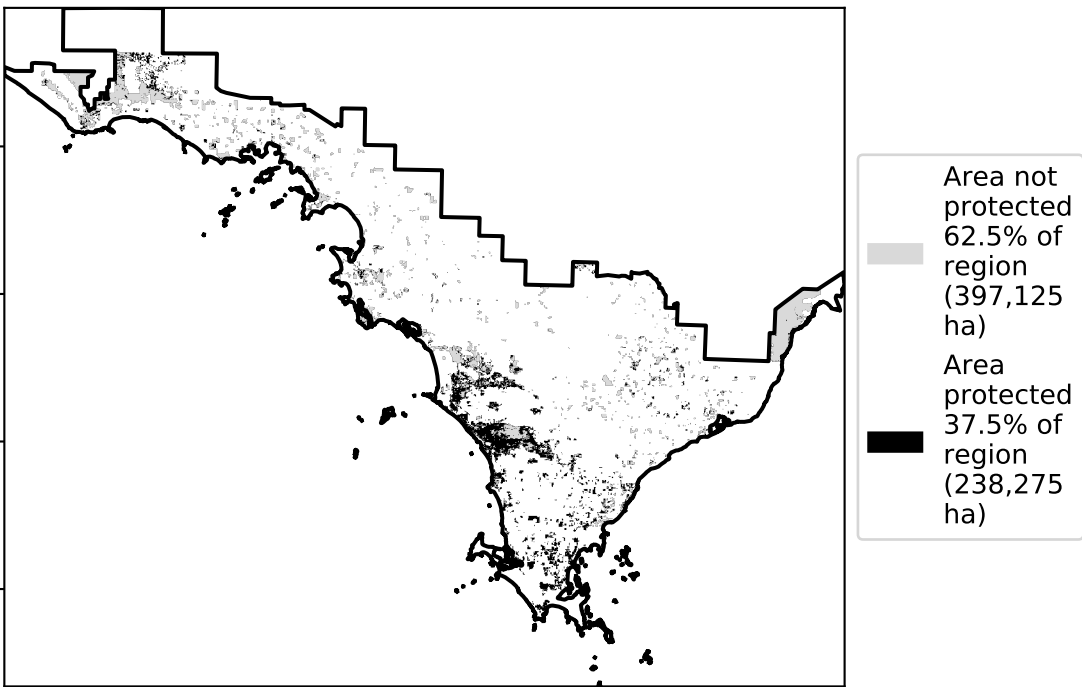 Area not
protected
62.5% of
region
(397,125
ha)
Area
protected
37.5% of
region
(238,275
ha)